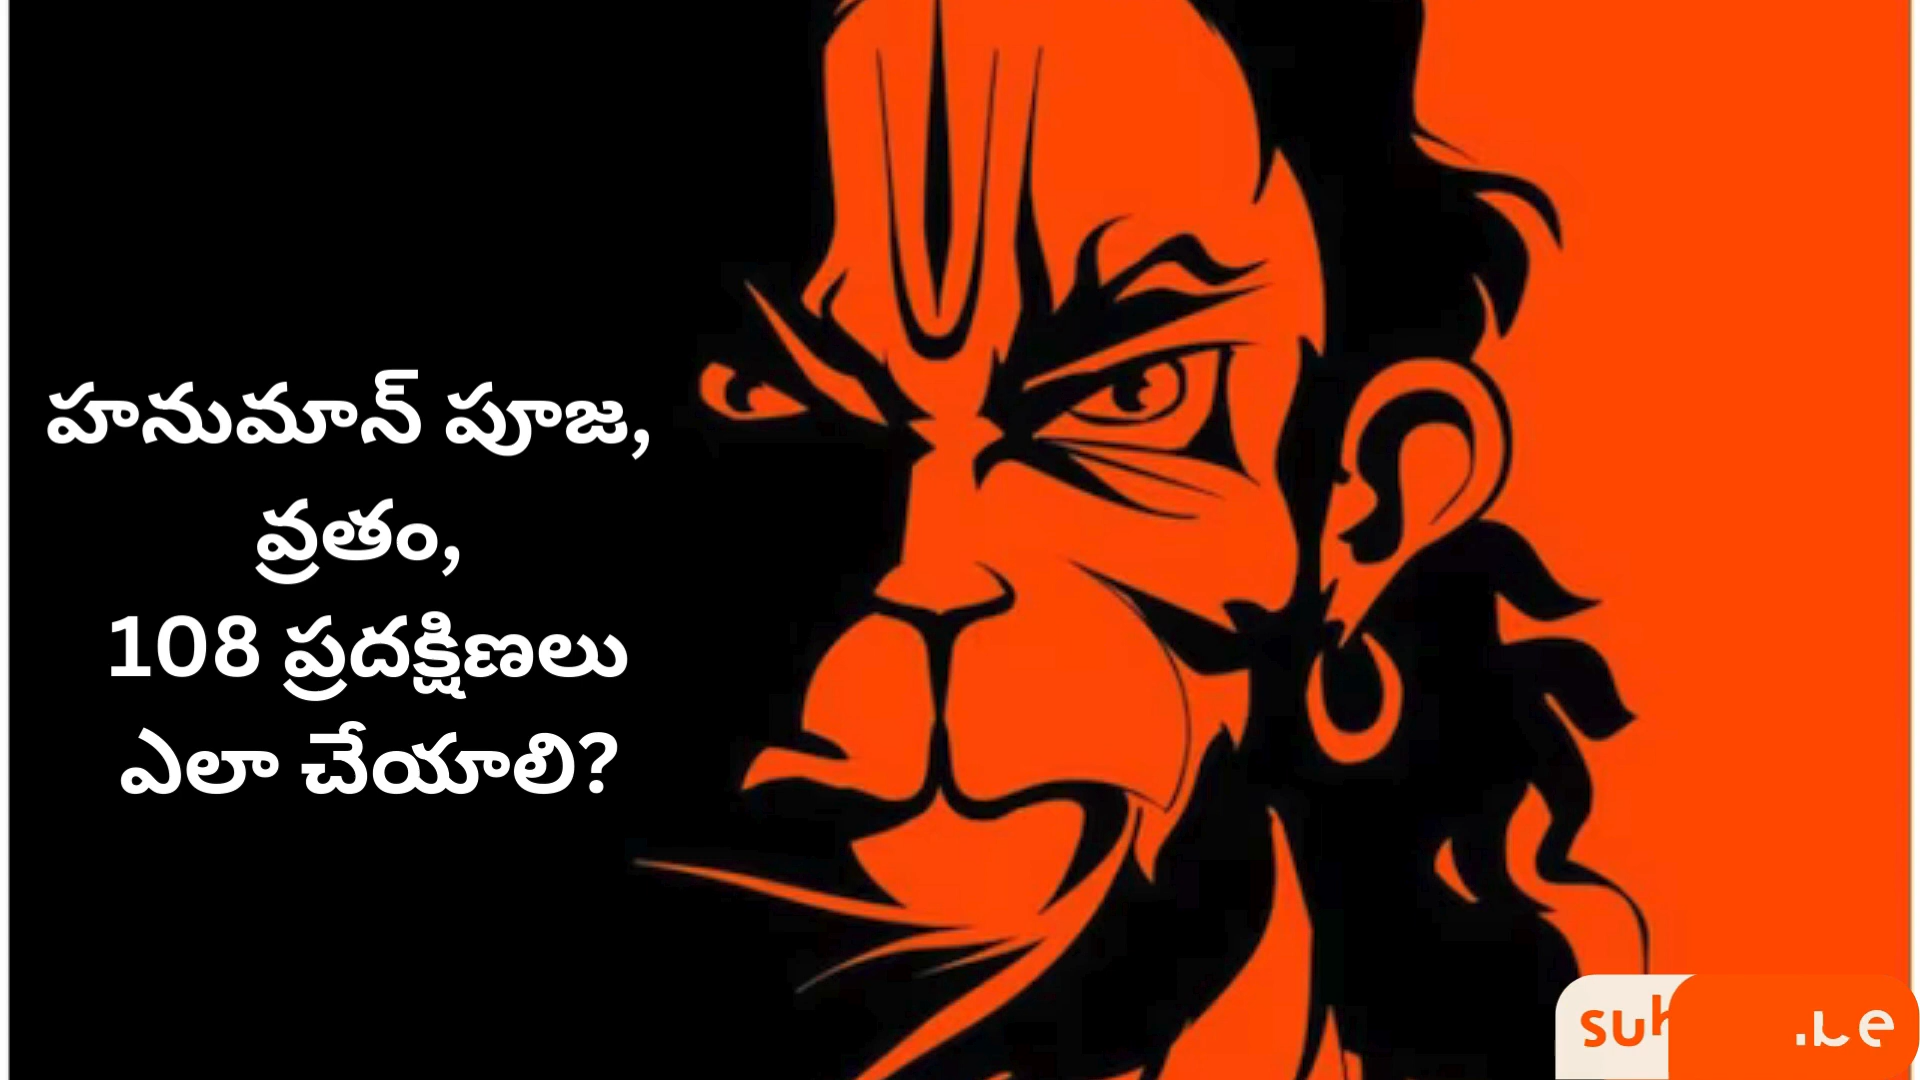 హనుమాన్ పూజ,
వ్రతం,
108 ప్రదక్షిణలు
ఎలా చేయాలి?